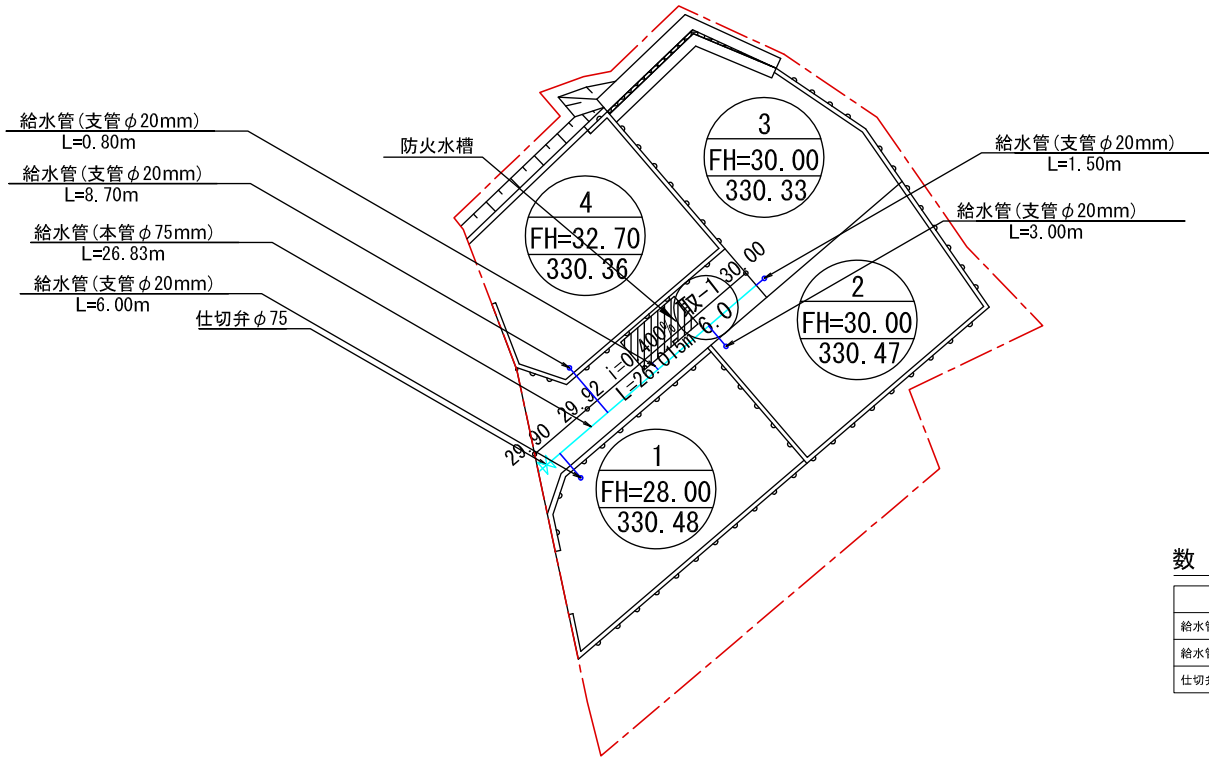 給水管(支管φ20mm)
L=0.80m
給水管(支管φ20mm)
L=8.70m
給水管(本管φ75mm)
L=26.83m
給水管(支管φ20mm)
L=6.00m
仕切弁φ75
防火水槽
給水管(支管φ20mm)
L=1.50m
給水管(支管φ20mm)
L=3.00m
3
FH=30.00
330.33
4
FH=32.70
330.36
2
FH=30.00
330.47
1
FH=28.00
330.48
29.90
29.92
i=0.400%
L=26.015m
取-1
6.0
30.00
数
給水管
給水管
仕切弁